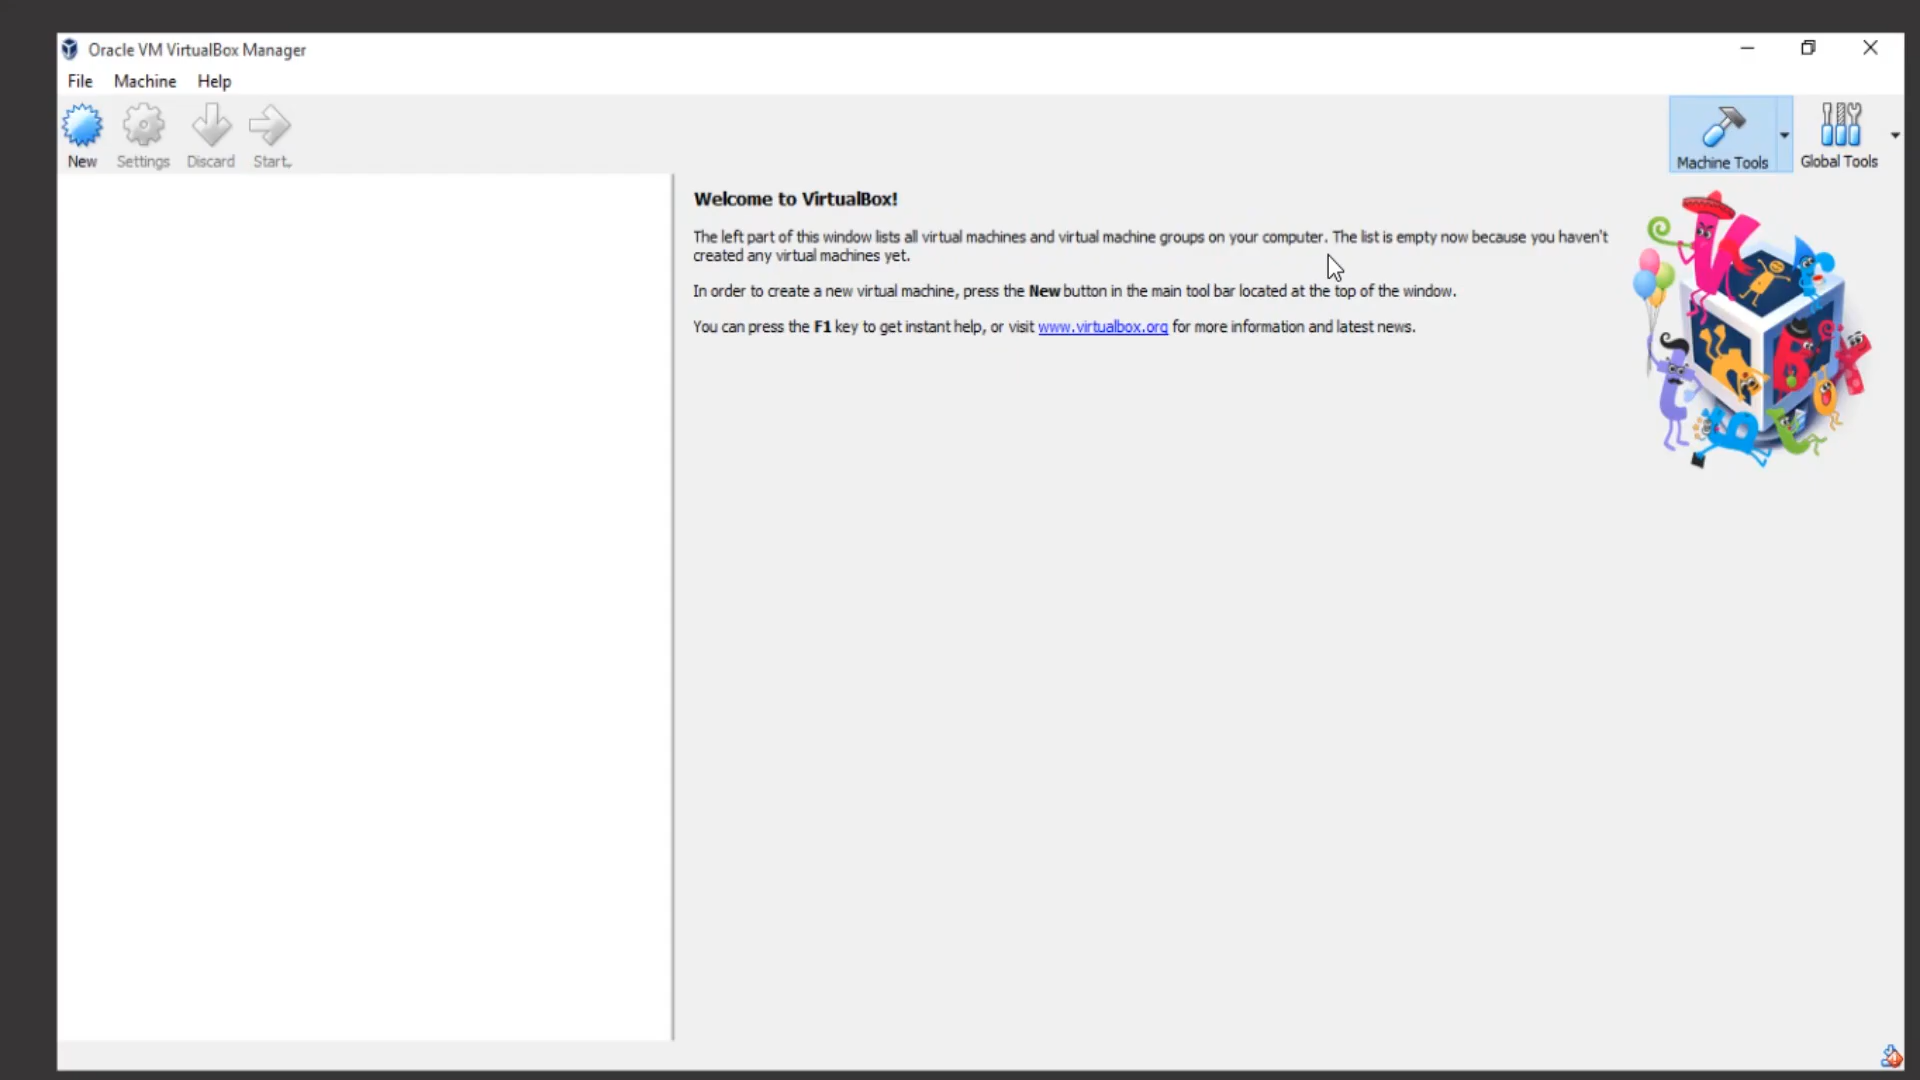 Oracle VM VirtualBox Manager
File Machine Help
New Settings Discard Start
Machine Tools Global Tools
Welcome to VirtualBox!
The left part of this window lists all virtual machines and virtual machine groups on your computer. The list is empty now because you haven't
created any virtual machines yet.
In order to create a new virtual machine, press the New button in the main tool bar located at the top of the window.
You can press the F1 key to get instant help, or visit www.virtualbox.org for more information and latest news.